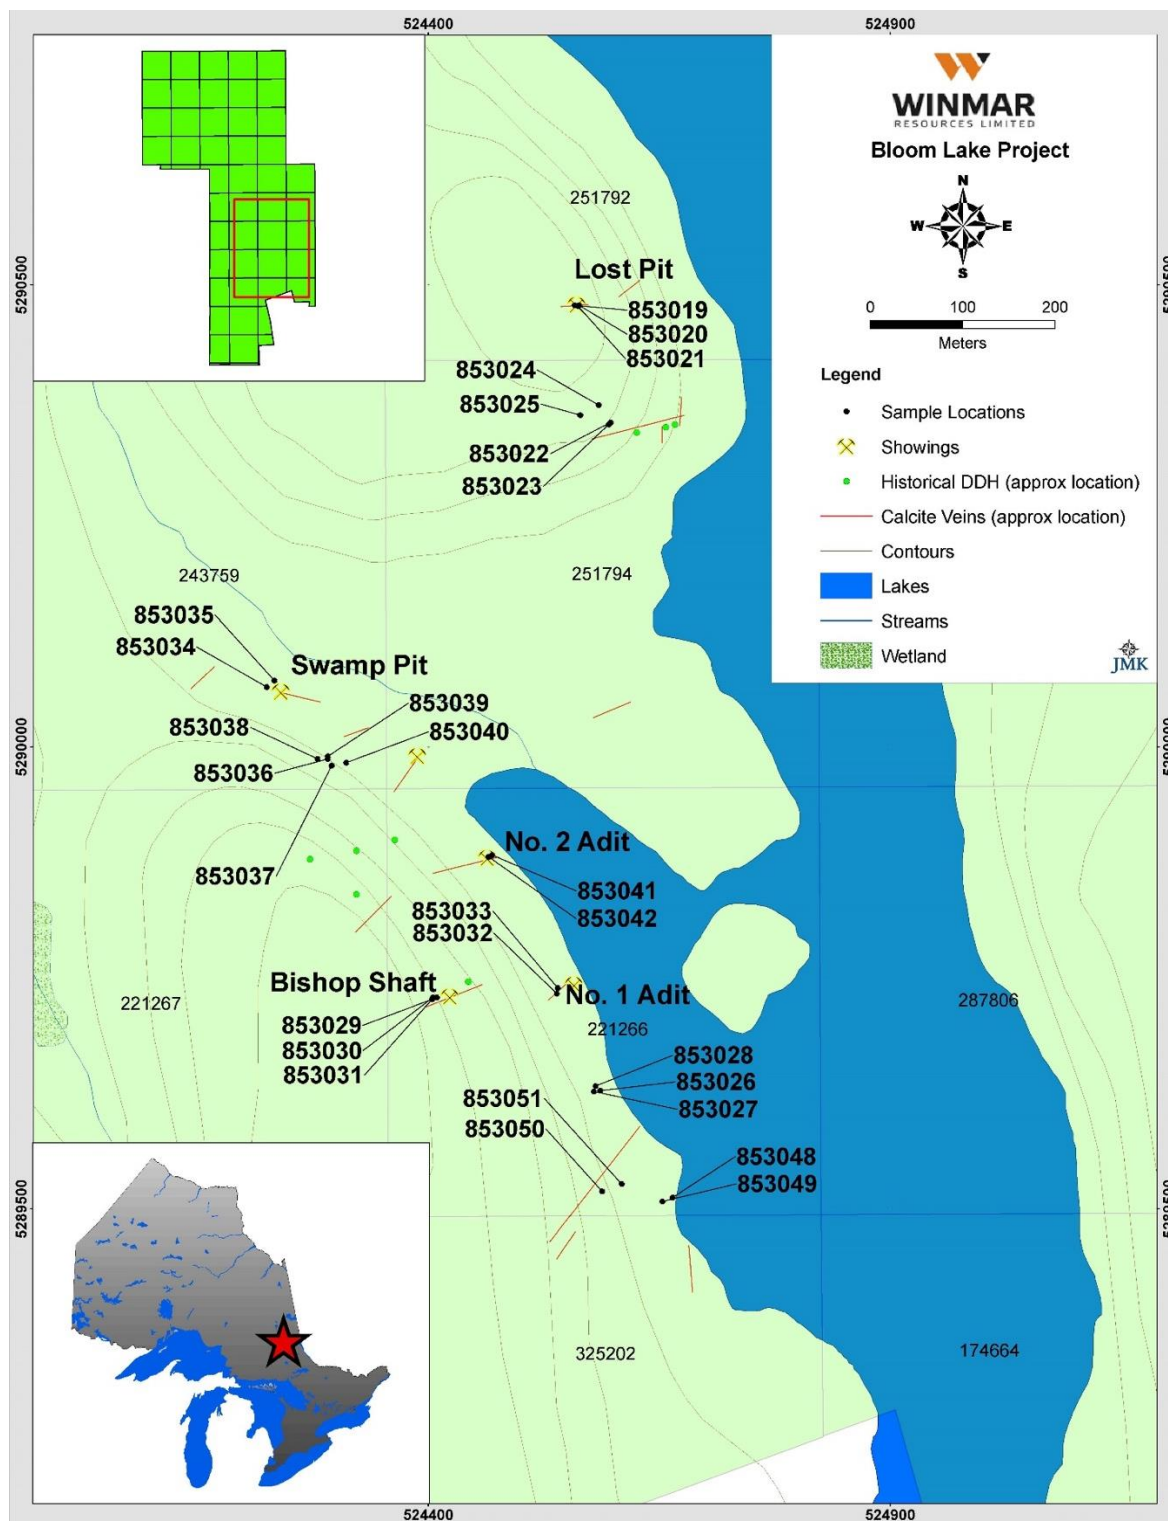 524400
524900
WINMAR
RESOURCES LIMITED
Bloom Lake Project
N
W
E
S
0
100
200
Meters
Legend
Sample Locations
Showings
Historical DDH (approx location)
Calcite Veins (approx location)
Contours
Lakes
Streams
Wetland
JMK
5290500
5290500
251792
Lost Pit
853019
853020
853021
853024
853025
853022
853023
243759
251794
853035
853034
Swamp Pit
853039
853038
853040
5290000
5290000
853036
853037
No. 2 Adit
853041
853042
853033
853032
Bishop Shaft
No. 1 Adit
221267
287806
221266
853029
853030
853031
853028
853026
853027
853051
853050
853048
853049
5289500
5289500
325202
174664
524400
524900